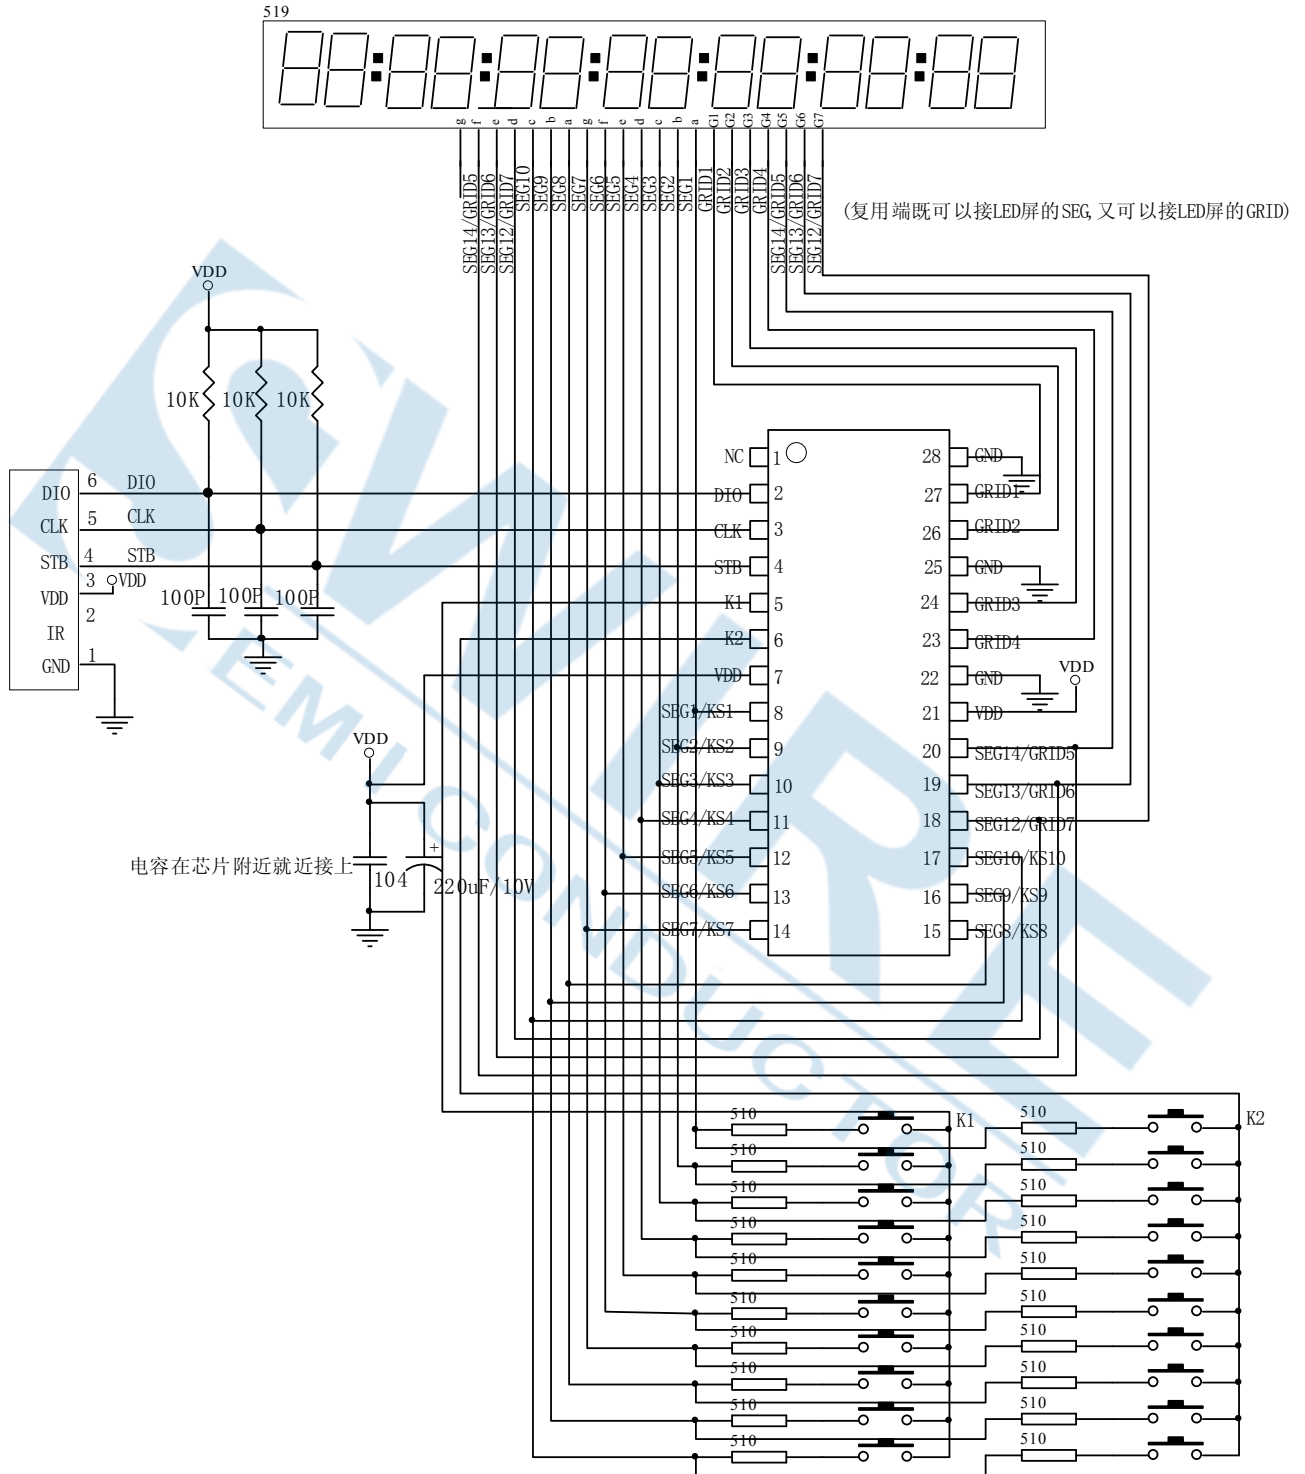 519
g f e d c b a g f e d c b a G1 G2 G3 G4 G5 G6 G7
SEG14/GRID5
SEG13/GRID6
SEG12/GRID7
SEG10
SEG9
SEG8
SEG7
SEG6
SEG5
SEG4
SEG3
SEG2
SEG1
GRID1
GRID2
GRID3
GRID4
SEG14/GRID5
SEG13/GRID6
SEG12/GRID7
(复用端既可以接LED屏的SEG,又可以接LED屏的GRID)
VDD
10K 10K 10K
DIO 6 DIO
CLK 5 CLK
STB 4 STB
VDD 3 VDD
IR 2
GND 1
100P 100P 100P
NC 1
DIO 2
CLK 3
STB 4
K1 5
K2 6
VDD 7
SEG1/KS1 8
SEG2/KS2 9
SEG3/KS3 10
SEG4/KS4 11
SEG5/KS5 12
SEG6/KS6 13
SEG7/KS7 14
28 GND
27 GRID1
26 GRID2
25 GND
24 GRID3
23 GRID4
22 GND
21 VDD
20 SEG14/GRID5
19 SEG13/GRID6
18 SEG12/GRID7
17 SEG10/KS10
16 SEG9/KS9
15 SEG8/KS8
VDD
VDD
电容在芯片附近就近接上
104
+
220uF/10V
510 K1 510 K2
510 510
510 510
510 510
510 510
510 510
510 510
510 510
510 510
510 510
SWIRE
SEMICONDUCTOR